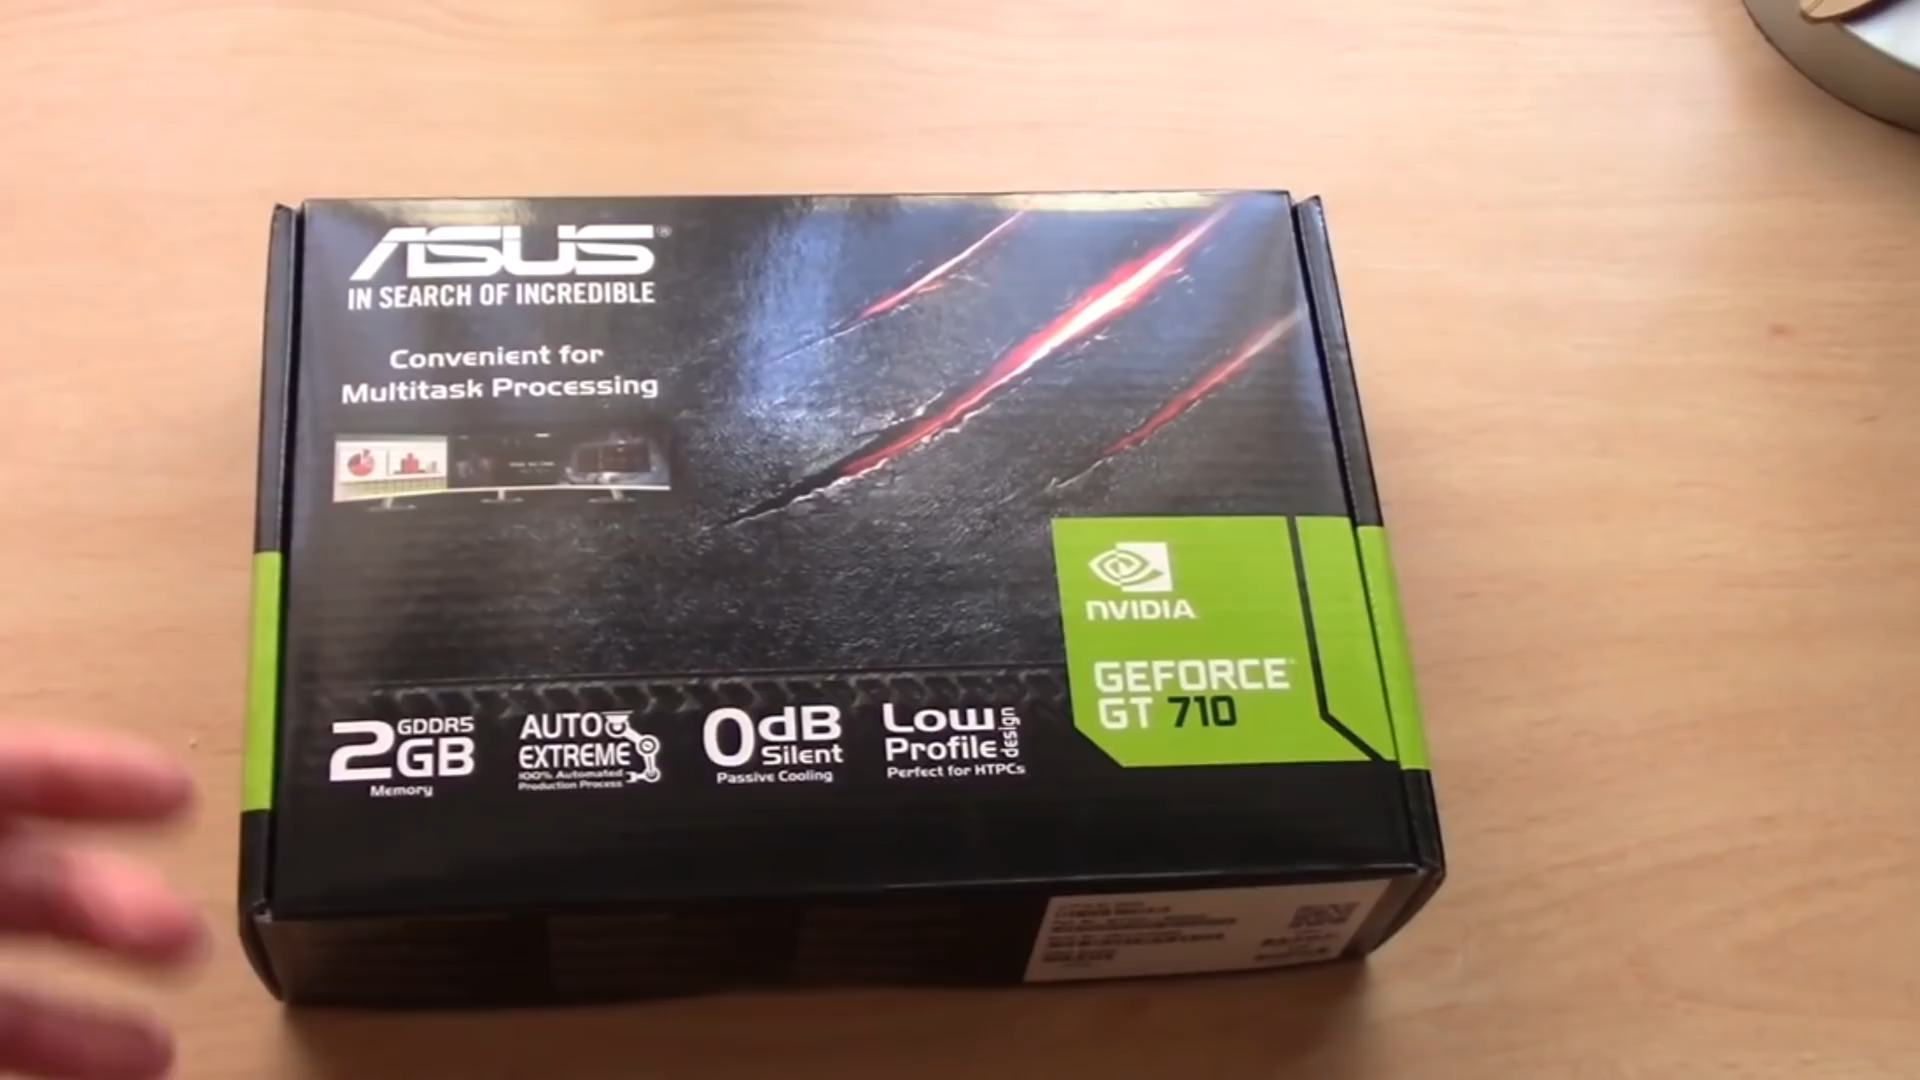 ASUS®
IN SEARCH OF INCREDIBLE
Convenient for
Multitask Processing
NVIDIA
GEFORCE
GT 710
2GB GDDR5
Memory
AUTO
EXTREME
100% Automated
Production Process
0dB
Silent
Passive Cooling
Low
Profile design
Perfect for HTPCs